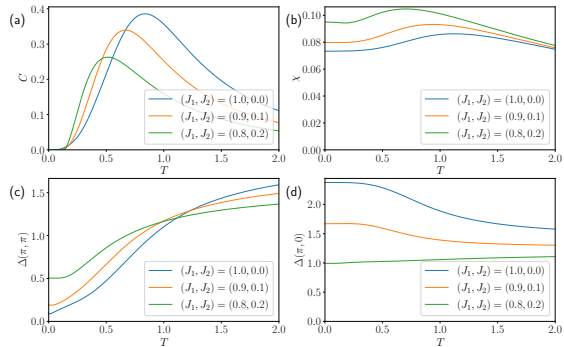 (a)
C
0.4
0.3
0.2
0.1
0.0
(J₁, J₂) = (1.0, 0.0)
(J₁, J₂) = (0.9, 0.1)
(J₁, J₂) = (0.8, 0.2)
0.0 0.5 1.0 1.5 2.0
T
(b)
χ
0.10
0.08
0.06
0.04
0.02
0.00
(J₁, J₂) = (1.0, 0.0)
(J₁, J₂) = (0.9, 0.1)
(J₁, J₂) = (0.8, 0.2)
0.0 0.5 1.0 1.5 2.0
T
(c)
Δ(π, π)
1.5
1.0
0.5
0.0
(J₁, J₂) = (1.0, 0.0)
(J₁, J₂) = (0.9, 0.1)
(J₁, J₂) = (0.8, 0.2)
0.0 0.5 1.0 1.5 2.0
T
(d)
Δ(π, 0)
2.0
1.5
1.0
0.5
0.0
(J₁, J₂) = (1.0, 0.0)
(J₁, J₂) = (0.9, 0.1)
(J₁, J₂) = (0.8, 0.2)
0.0 0.5 1.0 1.5 2.0
T